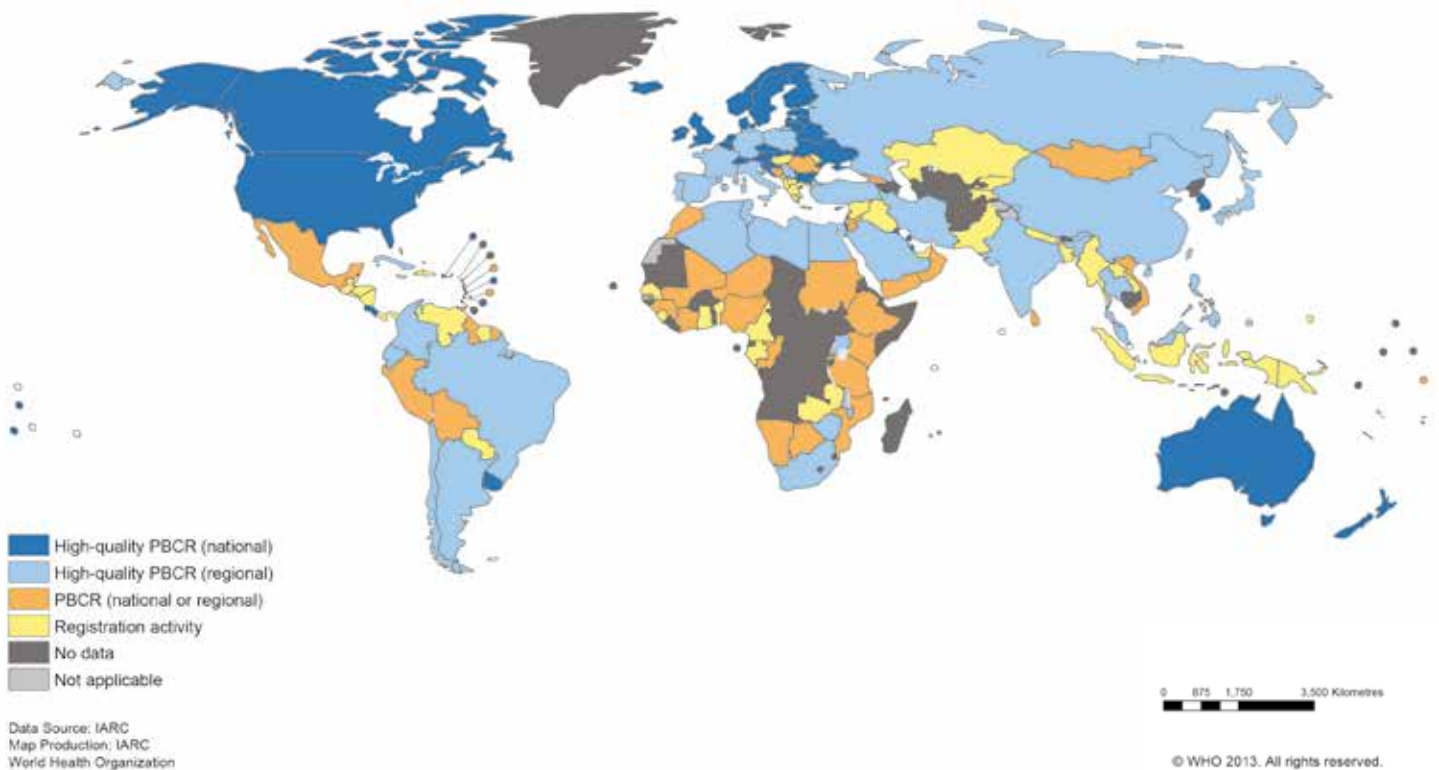 High-quality PBCR (national)
High-quality PBCR (regional)
PBCR (national or regional)
Registration activity
No data
Not applicable
Data Source: IARC
Map Production: IARC
World Health Organization
0 875 1,750 3,500 Kilometres
© WHO 2013. All rights reserved.